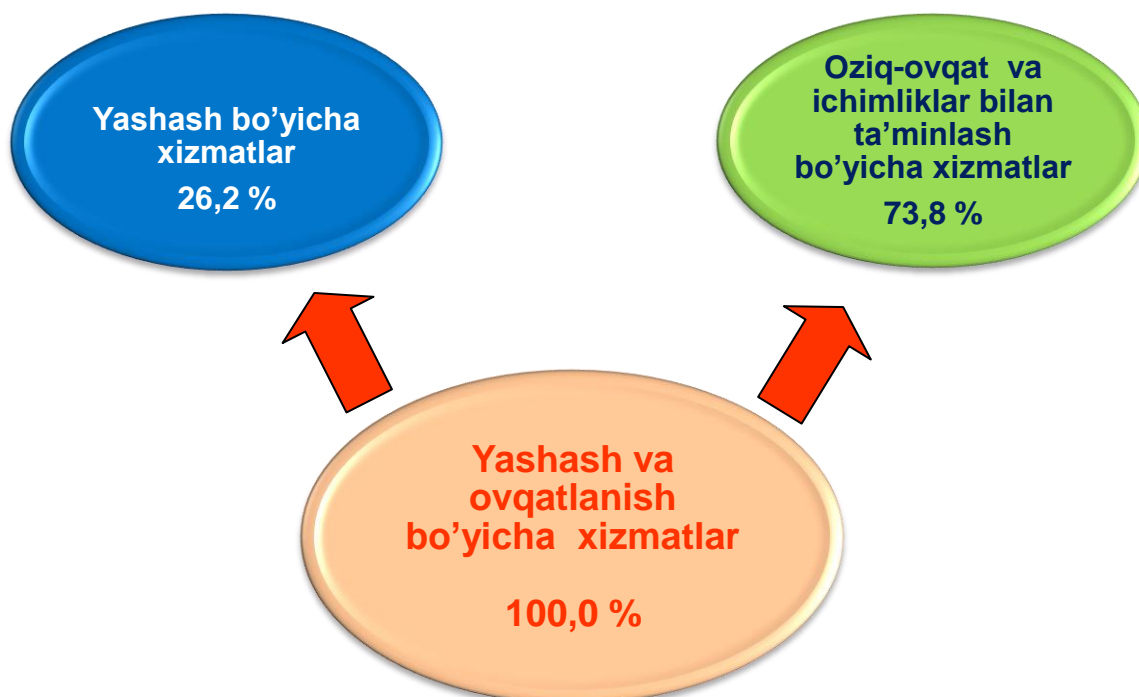 Yashash bo’yicha
xizmatlar
26,2 %
Oziq-ovqat va
ichimliklar bilan
ta’minlash
bo’yicha xizmatlar
73,8 %
Yashash va
ovqatlanish
bo’yicha xizmatlar
100,0 %